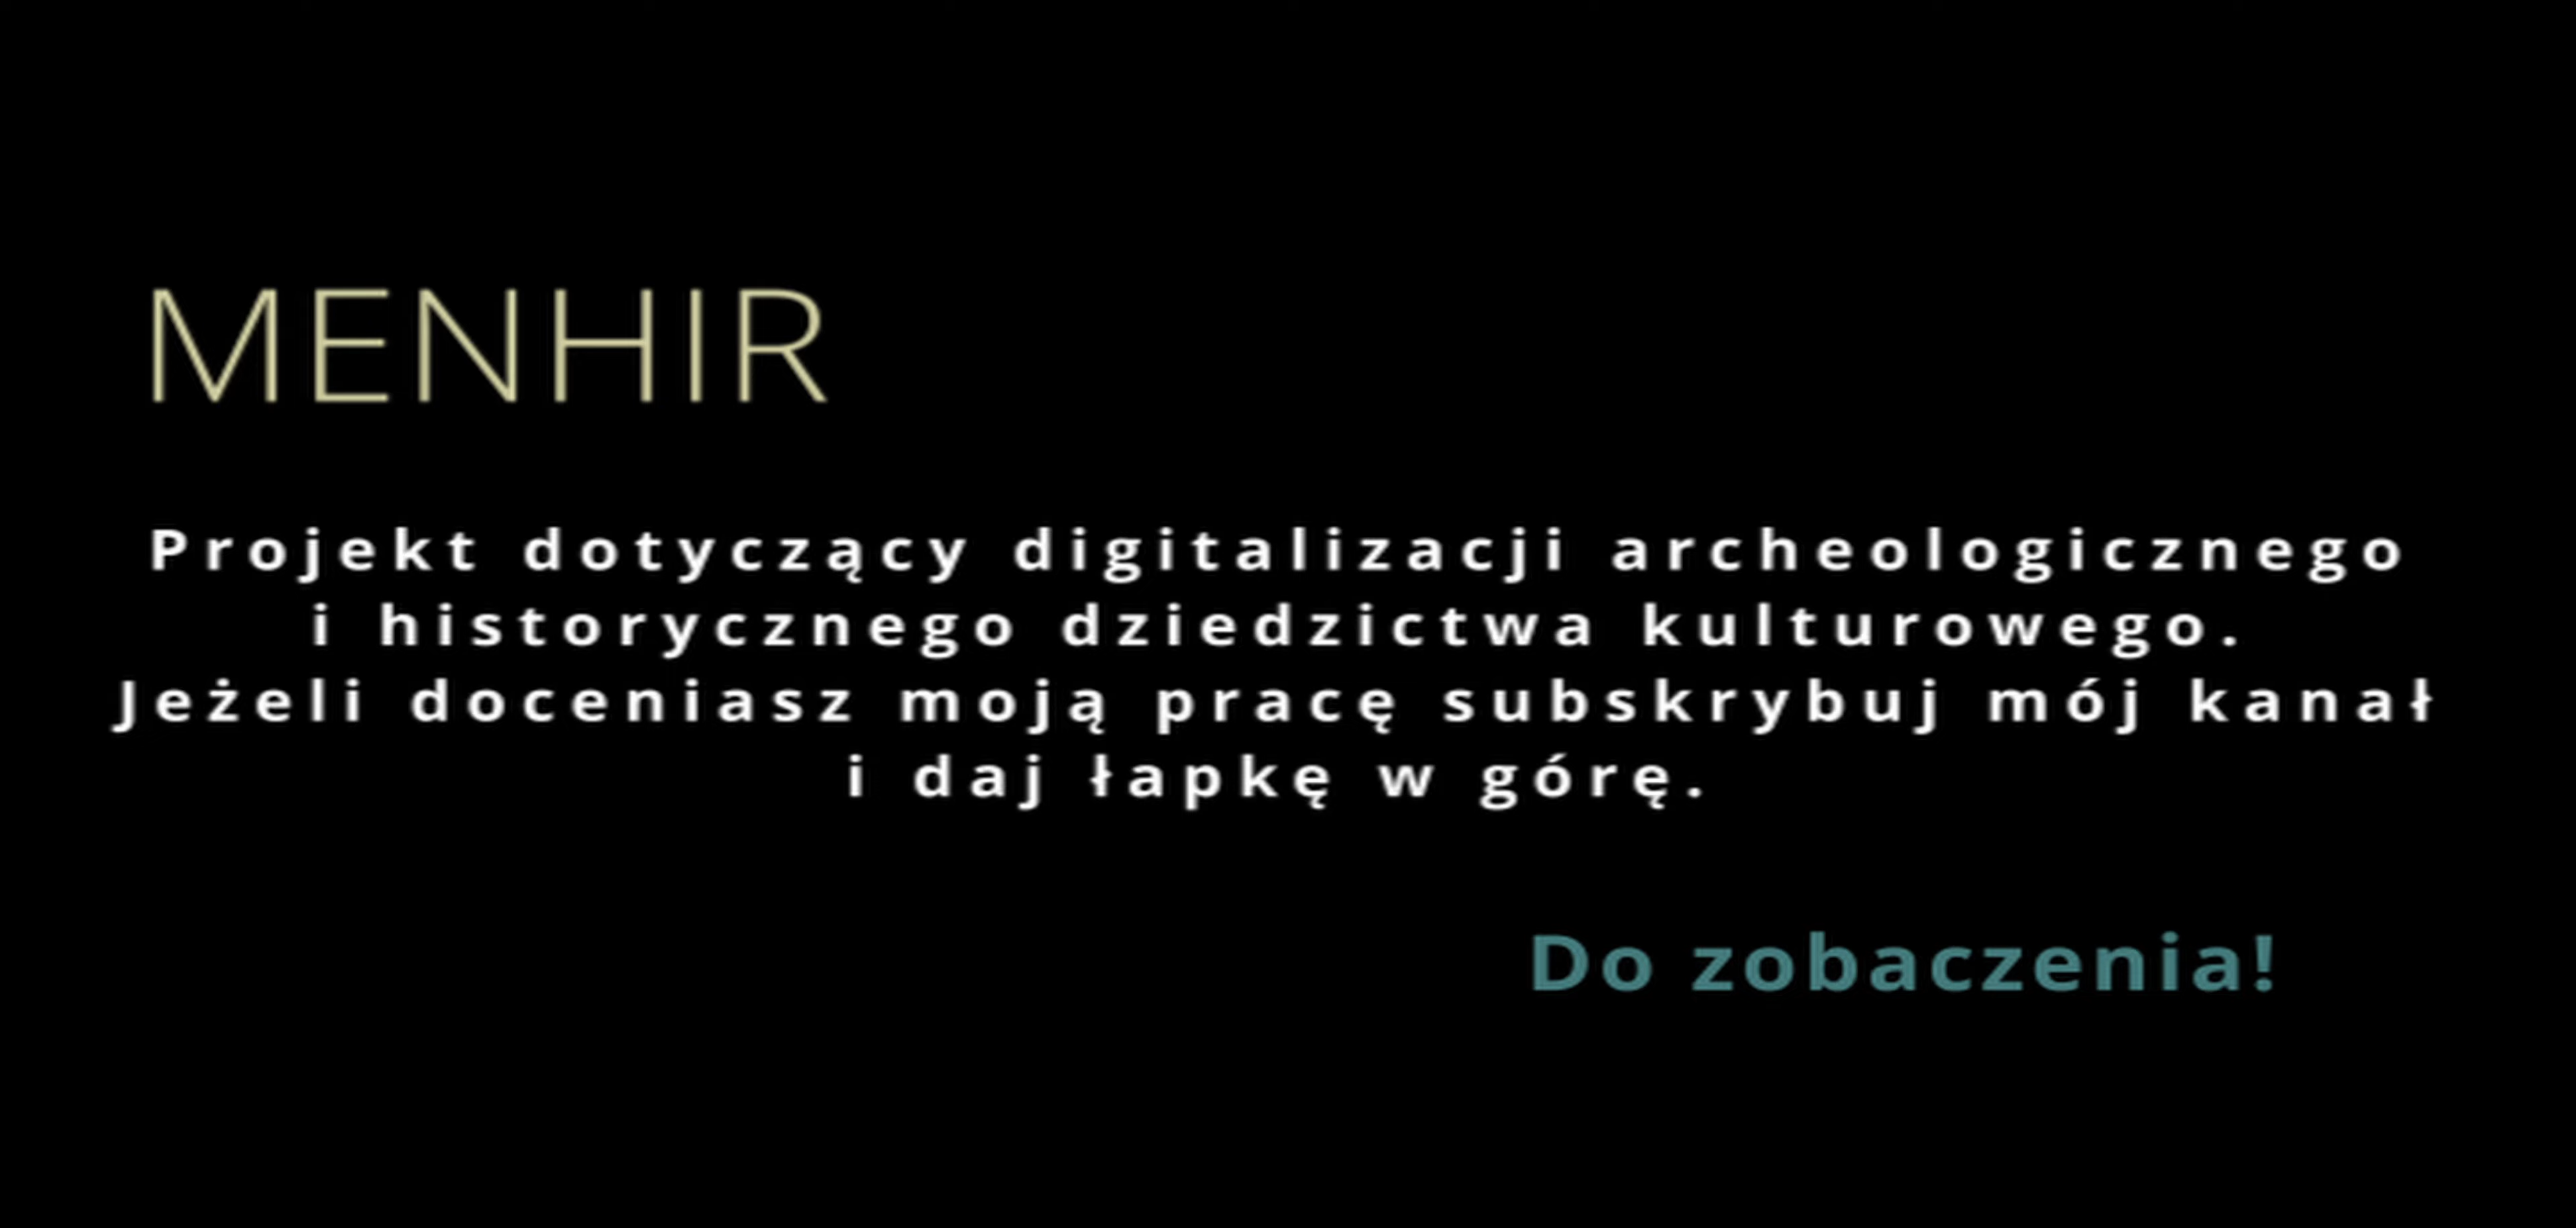 MENHIR
Projekt dotyczący digitalizacji archeologicznego
i historycznego dziedzictwa kulturowego.
Jeżeli doceniasz moją pracę subskrybuj mój kanał
i daj łapkę w górę.
Do zobaczenia!